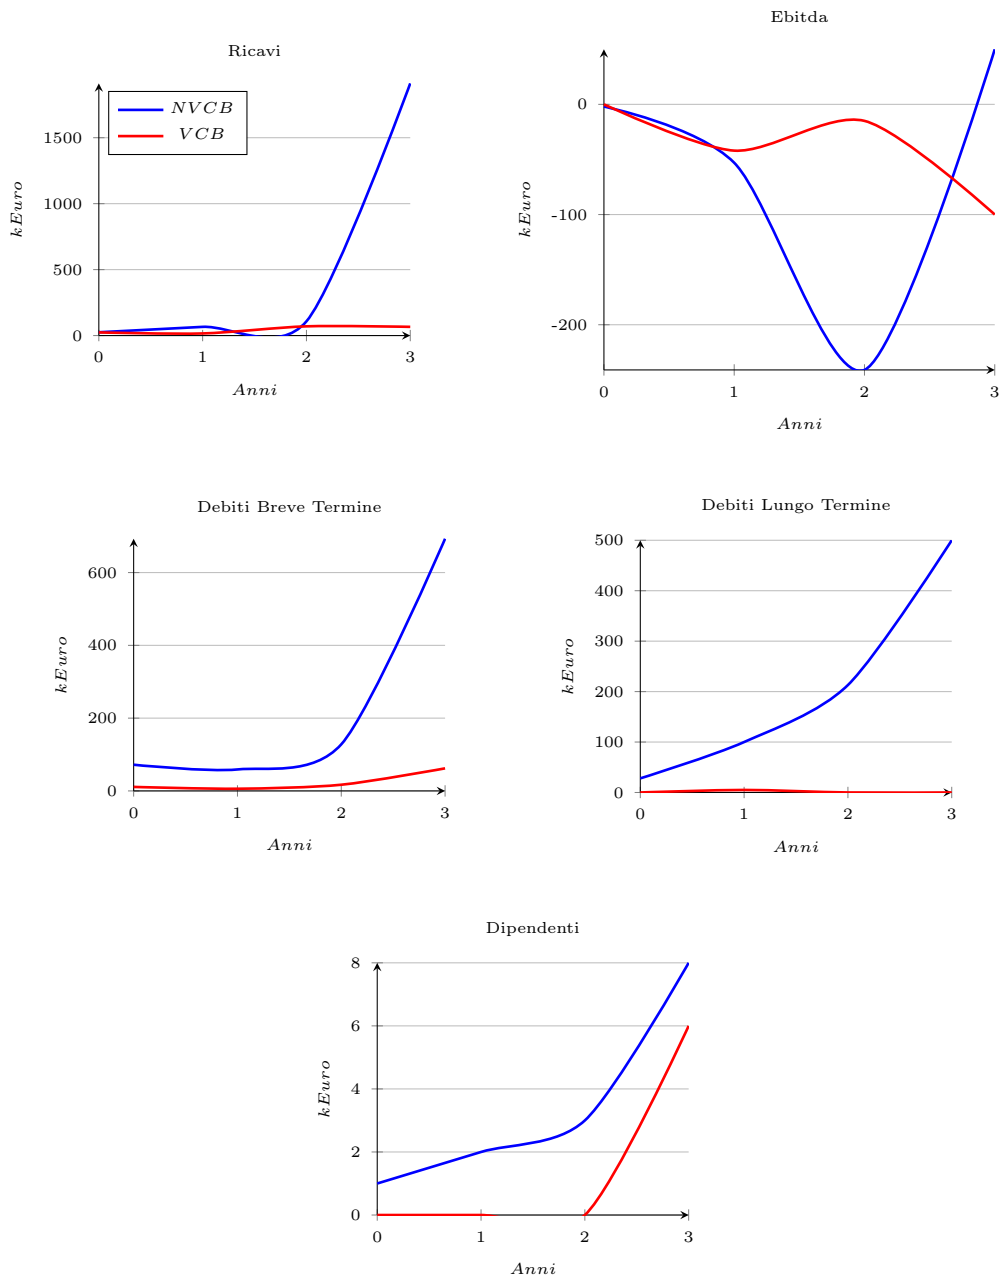 Ricavi
NVCB
VCB
1500
1000
500
0
kEuro
0 1 2 3
Anni
Ebitda
0
-100
-200
kEuro
0 1 2 3
Anni
Debiti Breve Termine
600
400
200
0
kEuro
0 1 2 3
Anni
Debiti Lungo Termine
500
400
300
200
100
0
kEuro
0 1 2 3
Anni
Dipendenti
8
6
4
2
0
kEuro
0 1 2 3
Anni